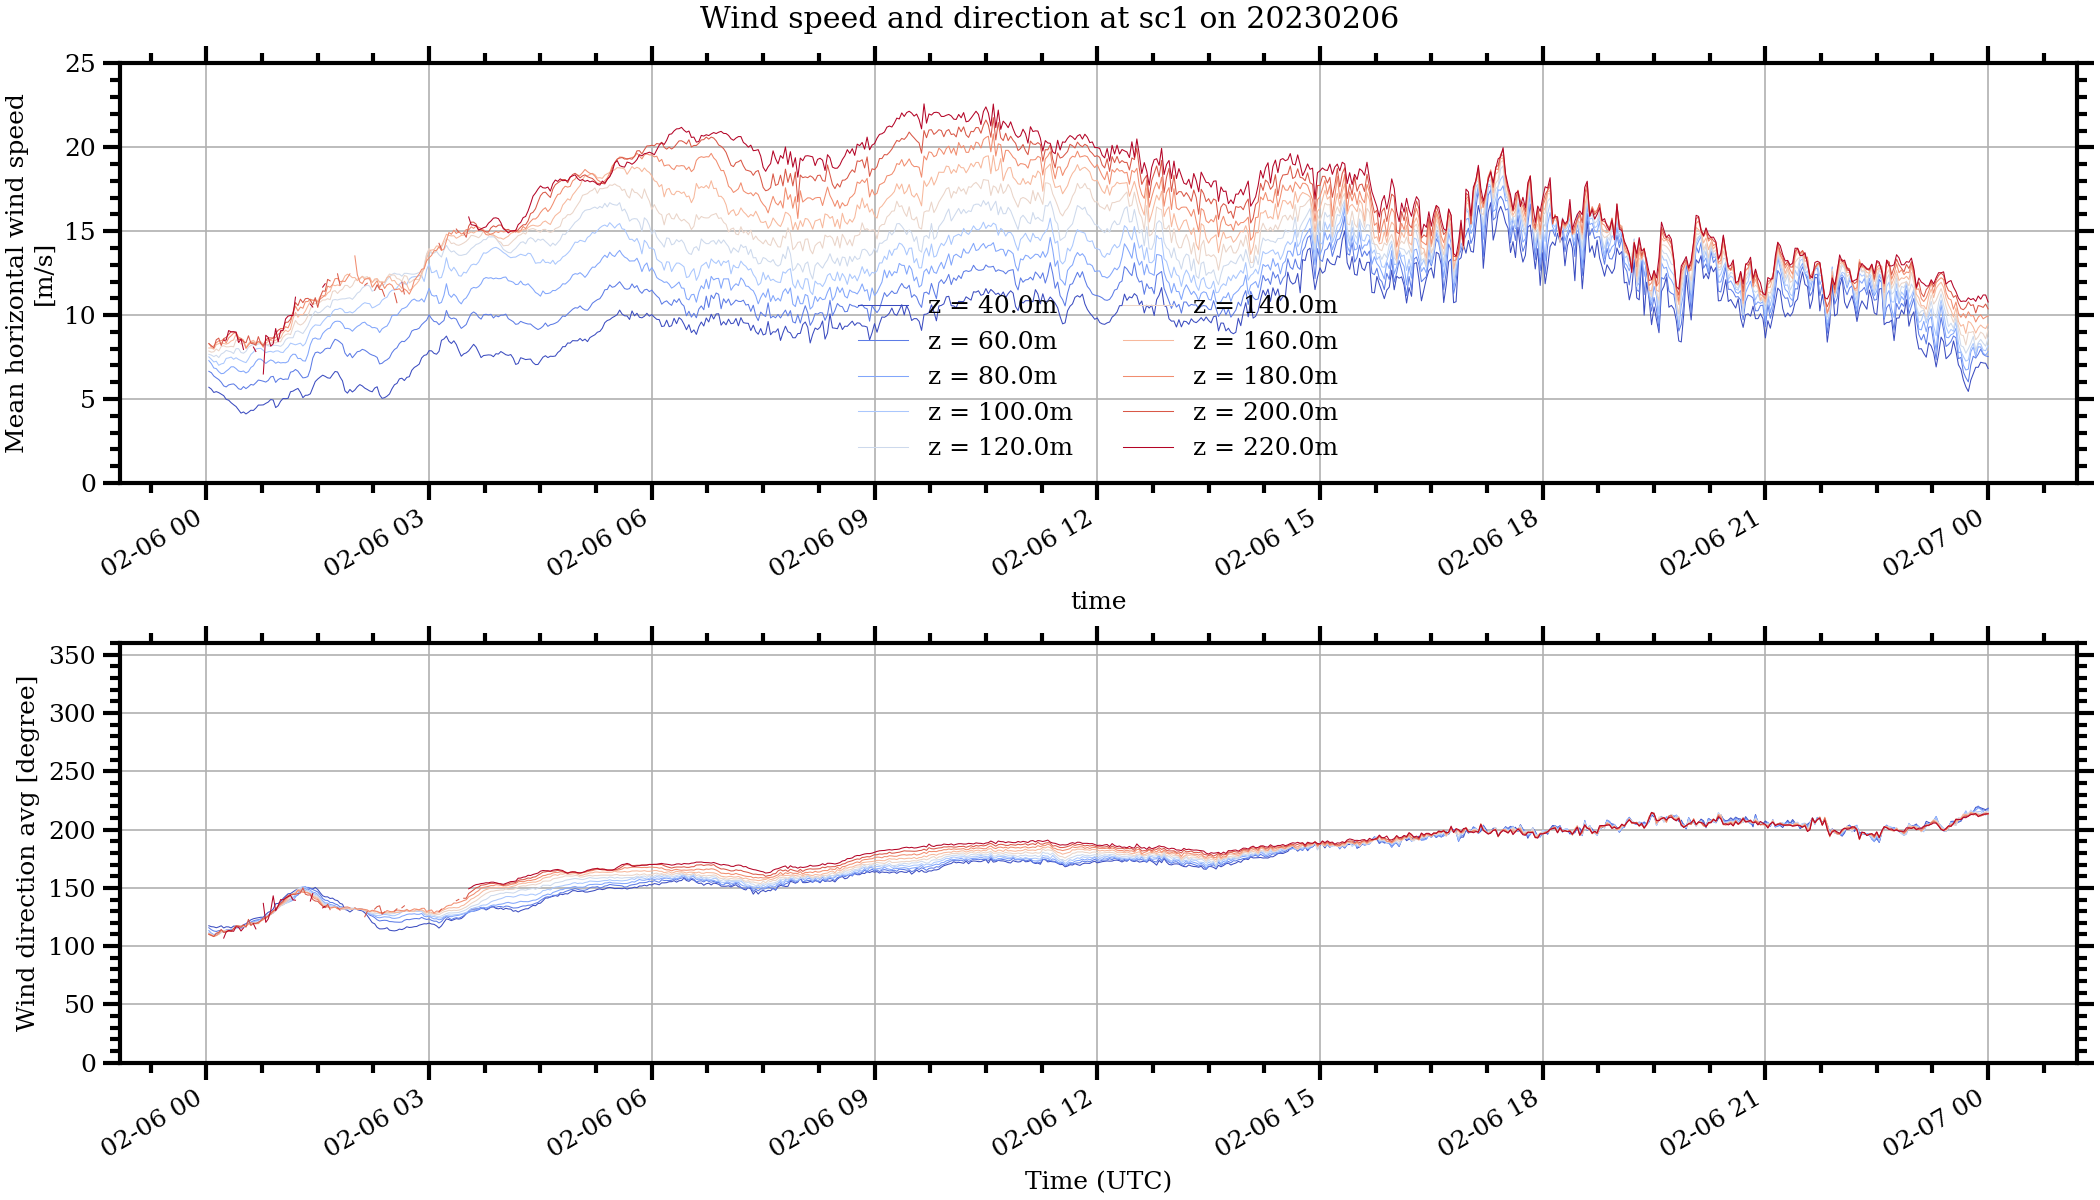 Wind speed and direction at sc1 on 20230206
Mean horizontal wind speed
[m/s]
25
20
15
10
5
0
z = 40.0m
z = 60.0m
z = 80.0m
z = 100.0m
z = 120.0m
z = 140.0m
z = 160.0m
z = 180.0m
z = 200.0m
z = 220.0m
02-06 00
02-06 03
02-06 06
02-06 09
02-06 12
02-06 15
02-06 18
02-06 21
02-07 00
time
Wind direction avg [degree]
350
300
250
200
150
100
50
0
02-06 00
02-06 03
02-06 06
02-06 09
02-06 12
02-06 15
02-06 18
02-06 21
02-07 00
Time (UTC)